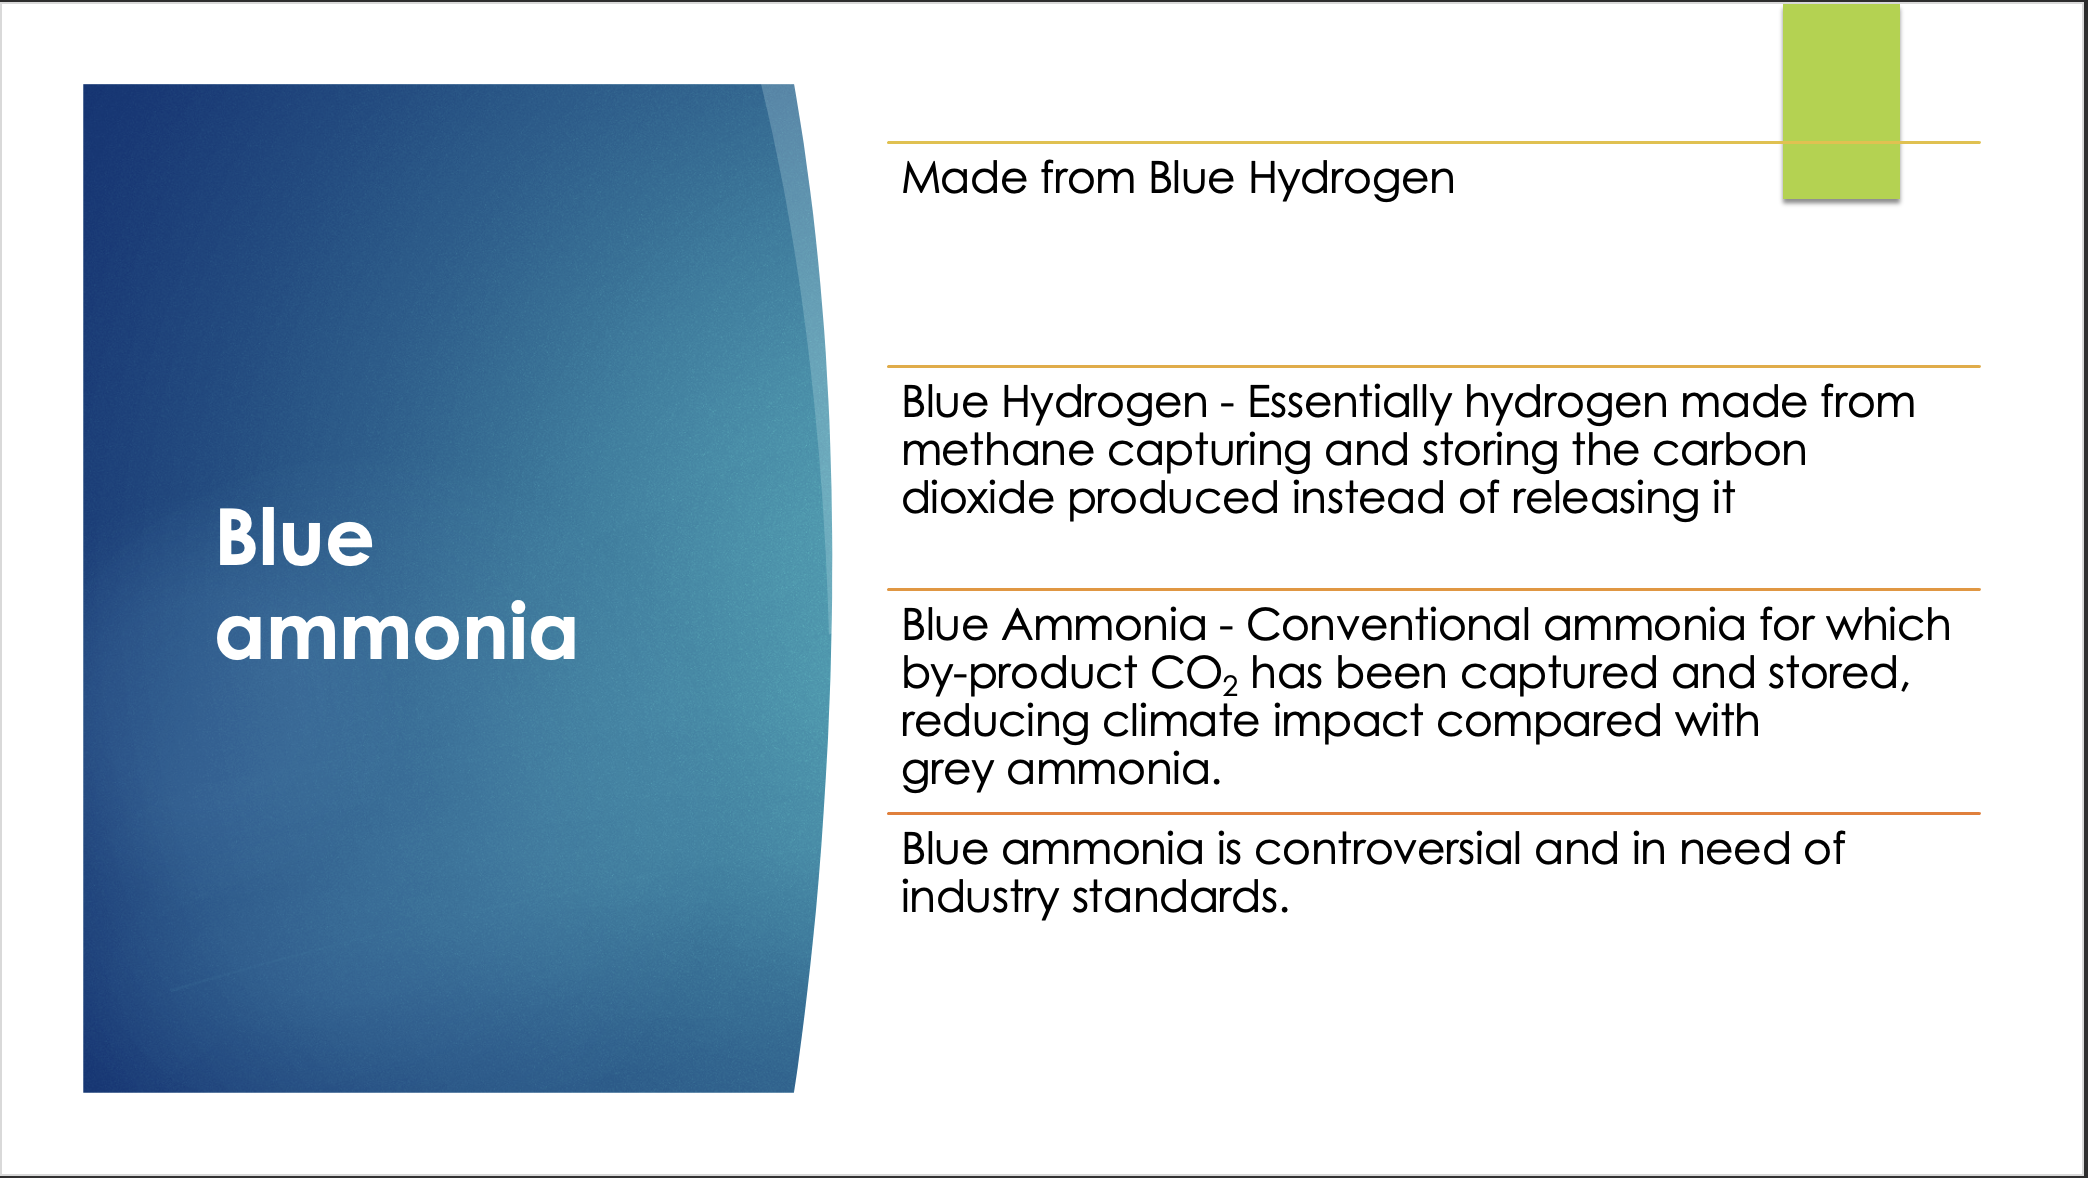 Blue
ammonia
Made from Blue Hydrogen
Blue Hydrogen - Essentially hydrogen made from
methane capturing and storing the carbon
dioxide produced instead of releasing it
Blue Ammonia - Conventional ammonia for which
by-product CO₂ has been captured and stored,
reducing climate impact compared with
grey ammonia.
Blue ammonia is controversial and in need of
industry standards.